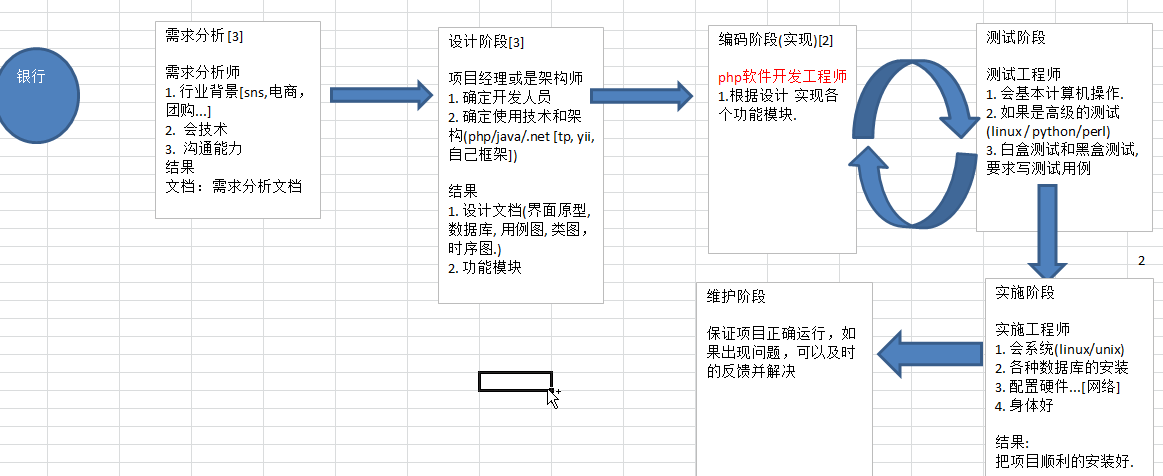 银行
需求分析 [3]
需求分析师
1. 行业背景[sns,电商，
团购...]
2. 会技术
3. 沟通能力
结果
文档：需求分析文档
设计阶段[3]
项目经理或是架构师
1. 确定开发人员
2. 确定使用技术和架
构(php/java/.net [tp, yii,
自己框架])
结果
1. 设计文档(界面原型,
数据库, 用例图, 类图，
时序图.)
2. 功能模块
编码阶段(实现)[2]
php软件开发工程师
1.根据设计 实现各
个功能模块.
测试阶段
测试工程师
1. 会基本计算机操作.
2. 如果是高级的测试
(linux / python/perl)
3. 白盒测试和黑盒测试,
要求写测试用例
2
实施阶段
实施工程师
1. 会系统(linux/unix)
2. 各种数据库的安装
3. 配置硬件...[网络]
4. 身体好
结果:
把项目顺利的安装好.
维护阶段
保证项目正确运行，如
果出现问题，可以及时
的反馈并解决